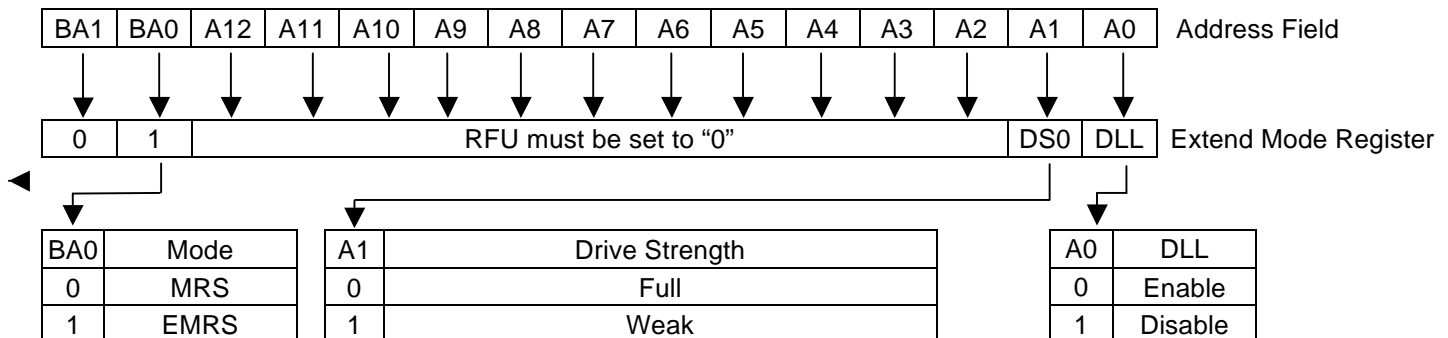 BA1 BA0 A12 A11 A10 A9 A8 A7 A6 A5 A4 A3 A2 A1 A0 Address Field
0 1 RFU must be set to “0” DS0 DLL Extend Mode Register
BA0 Mode A1 Drive Strength A0 DLL
0 MRS 0 Full 0 Enable
1 EMRS 1 Weak 1 Disable